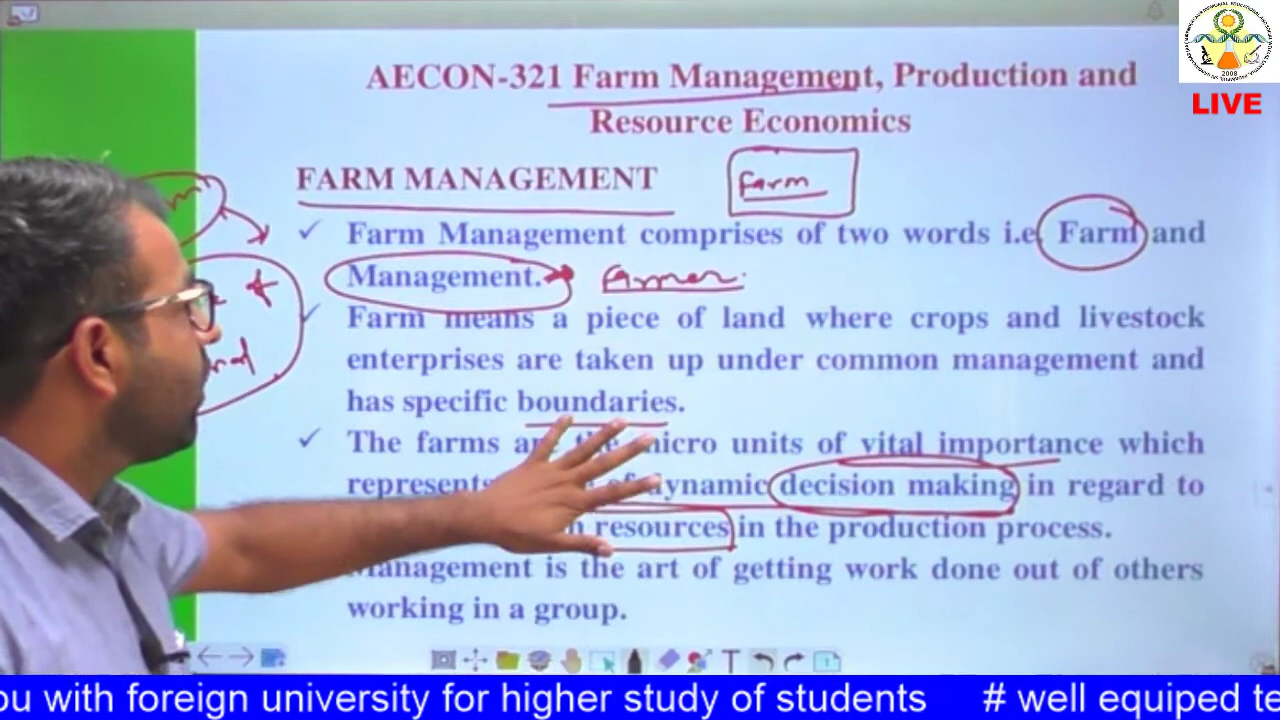 LIVE
2008
AECON-321 Farm Management, Production and
Resource Economics
FARM MANAGEMENT
Farm
Farm Management comprises of two words i.e. Farm and
Management. Farmer.
Farm means a piece of land where crops and livestock
enterprises are taken up under common management and
has specific boundaries.
The farms are the micro units of vital importance which
represents of dynamic decision making in regard to
resources in the production process.
Management is the art of getting work done out of others
working in a group.
ou with foreign university for higher study of students # well equiped te